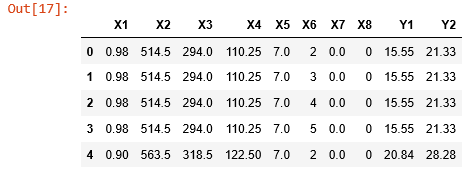 Out[17]:
X1 X2 X3 X4 X5 X6 X7 X8 Y1 Y2
0 0.98 514.5 294.0 110.25 7.0 2 0.0 0 15.55 21.33
1 0.98 514.5 294.0 110.25 7.0 3 0.0 0 15.55 21.33
2 0.98 514.5 294.0 110.25 7.0 4 0.0 0 15.55 21.33
3 0.98 514.5 294.0 110.25 7.0 5 0.0 0 15.55 21.33
4 0.90 563.5 318.5 122.50 7.0 2 0.0 0 20.84 28.28